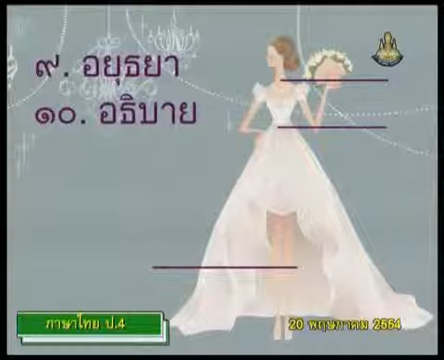 ๙. อยุธยา
๑๐. อธิบาย
ภาษาไทย ป.4
20 พฤษภาคม 2554